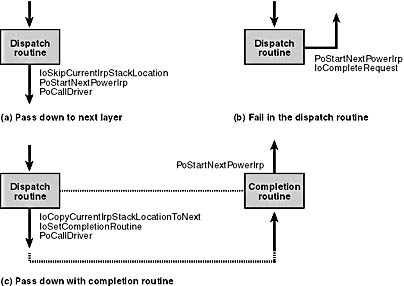 Dispatch
routine
IoSkipCurrentIrpStackLocation
PoStartNextPowerIrp
PoCallDriver
(a) Pass down to next layer
Dispatch
routine
PoStartNextPowerIrp
IoCompleteRequest
(b) Fail in the dispatch routine
PoStartNextPowerIrp
Dispatch
routine
Completion
routine
IoCopyCurrentIrpStackLocationToNext
IoSetCompletionRoutine
PoCallDriver
(c) Pass down with completion routine